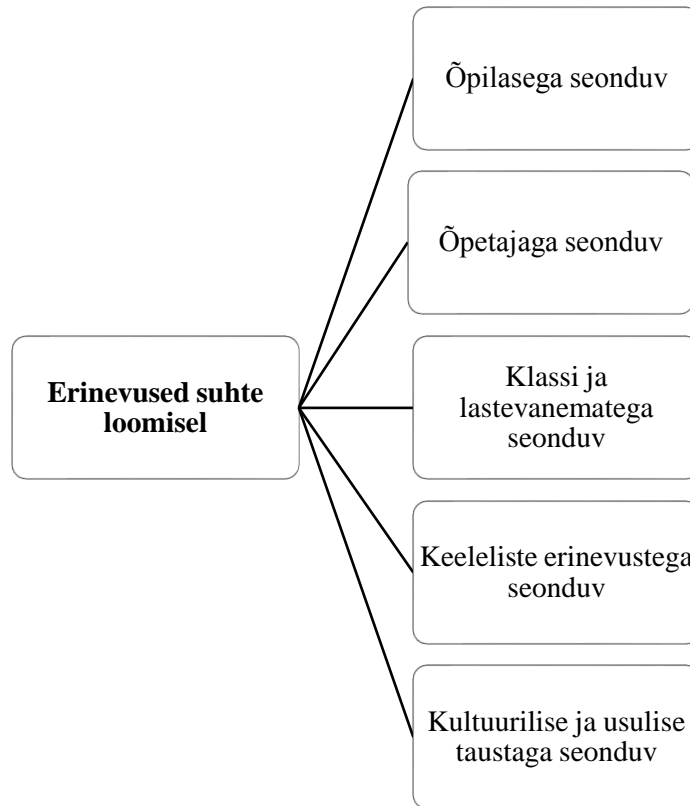 Õpilasega seonduv
Õpetajaga seonduv
Erinevused suhte
loomisel
Klassi ja
lastevanematega
seonduv
Keeleliste erinevustega
seonduv
Kultuurilise ja usulise
taustaga seonduv